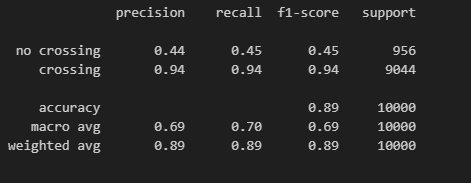 precision recall f1-score support
no crossing 0.44 0.45 0.45 956
crossing 0.94 0.94 0.94 9044
accuracy 0.89 10000
macro avg 0.69 0.70 0.69 10000
weighted avg 0.89 0.89 0.89 10000